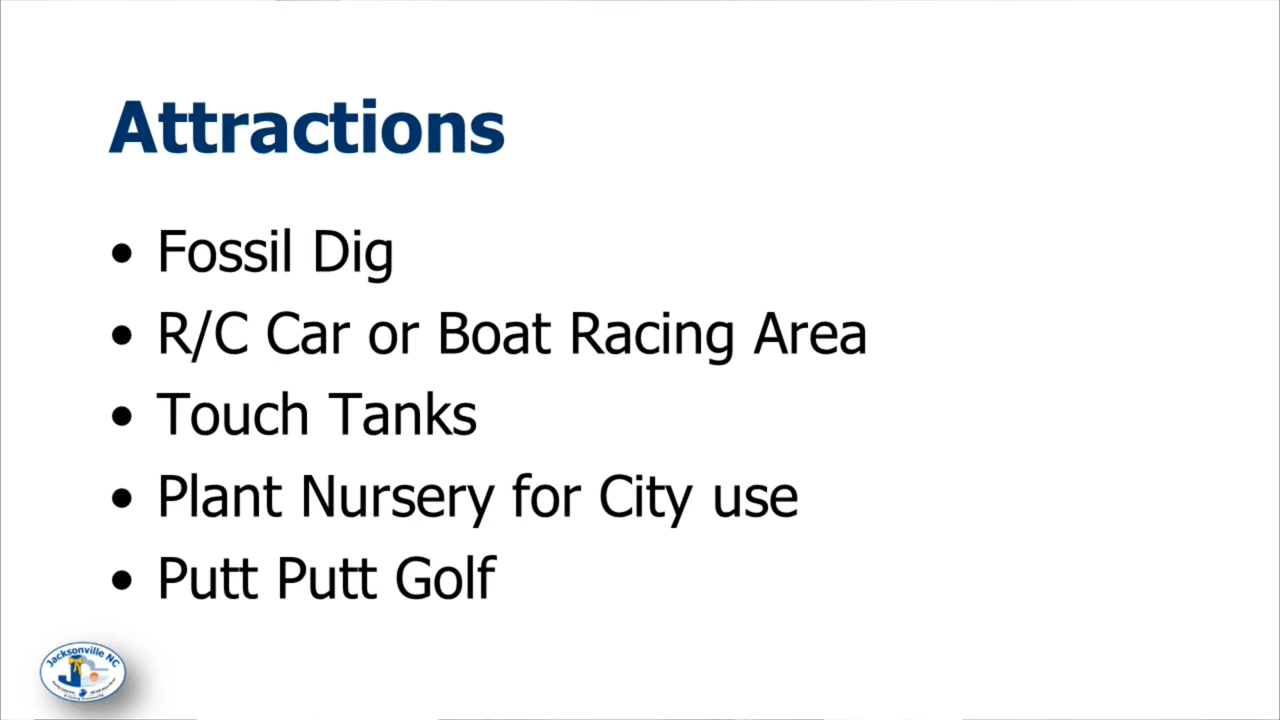 Attractions
• Fossil Dig
• R/C Car or Boat Racing Area
• Touch Tanks
• Plant Nursery for City use
• Putt Putt Golf
Jacksonville NC